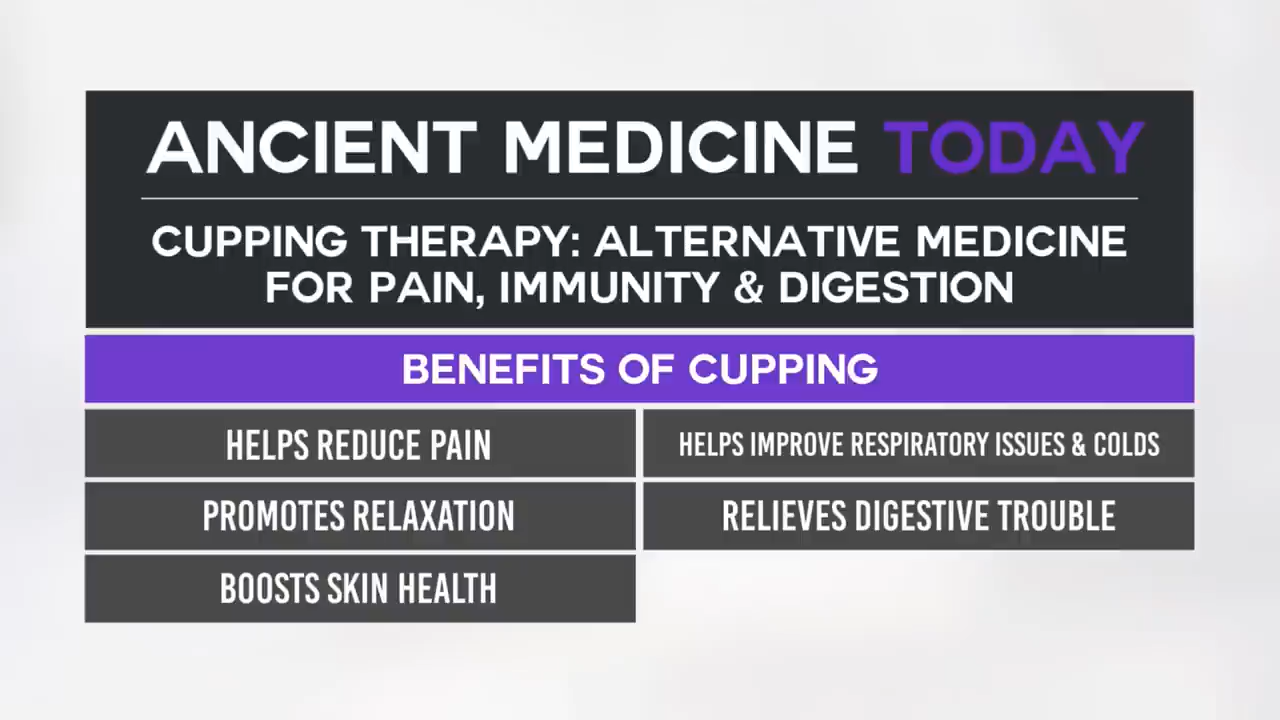 ANCIENT MEDICINE TODAY
CUPPING THERAPY: ALTERNATIVE MEDICINE
FOR PAIN, IMMUNITY & DIGESTION
BENEFITS OF CUPPING
HELPS REDUCE PAIN
HELPS IMPROVE RESPIRATORY ISSUES & COLDS
PROMOTES RELAXATION
RELIEVES DIGESTIVE TROUBLE
BOOSTS SKIN HEALTH